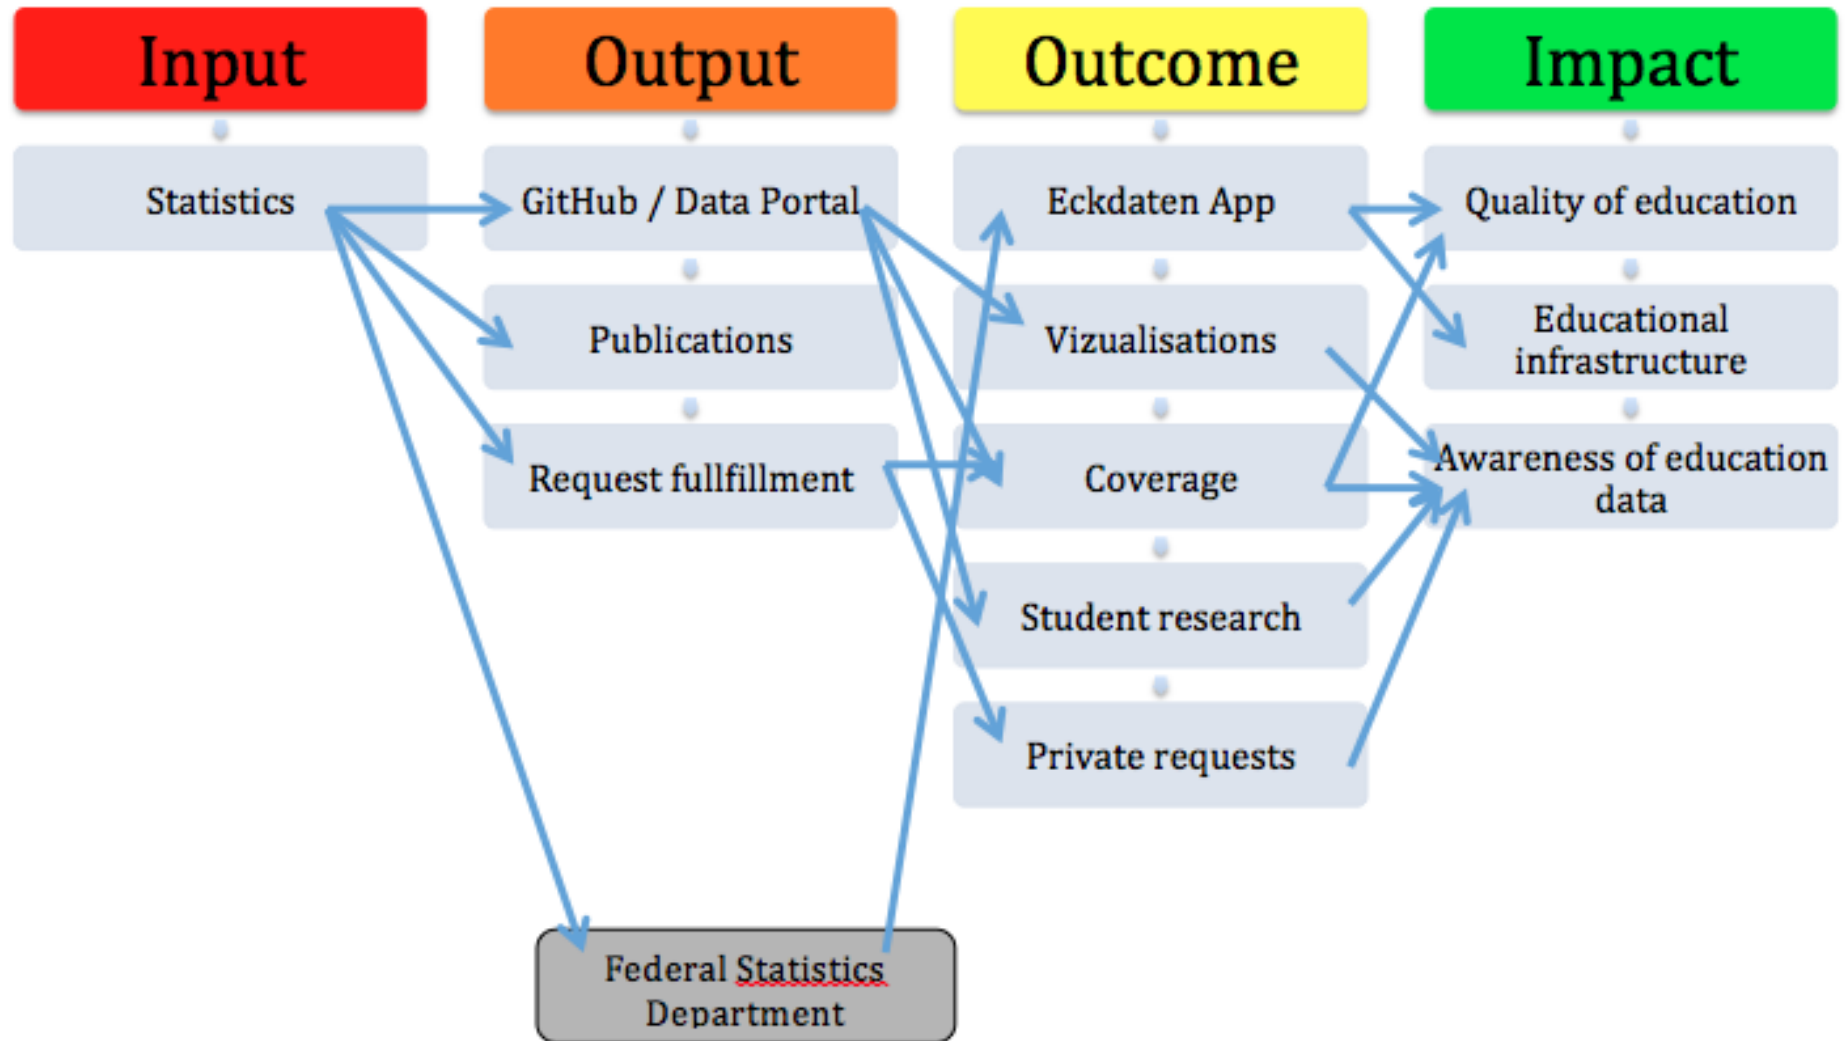 Input
Output
Outcome
Impact
Statistics
GitHub / Data Portal
Eckdaten App
Quality of education
Publications
Vizualisations
Educational
infrastructure
Request fullfillment
Coverage
Awareness of education
data
Student research
Private requests
Federal Statistics
Department